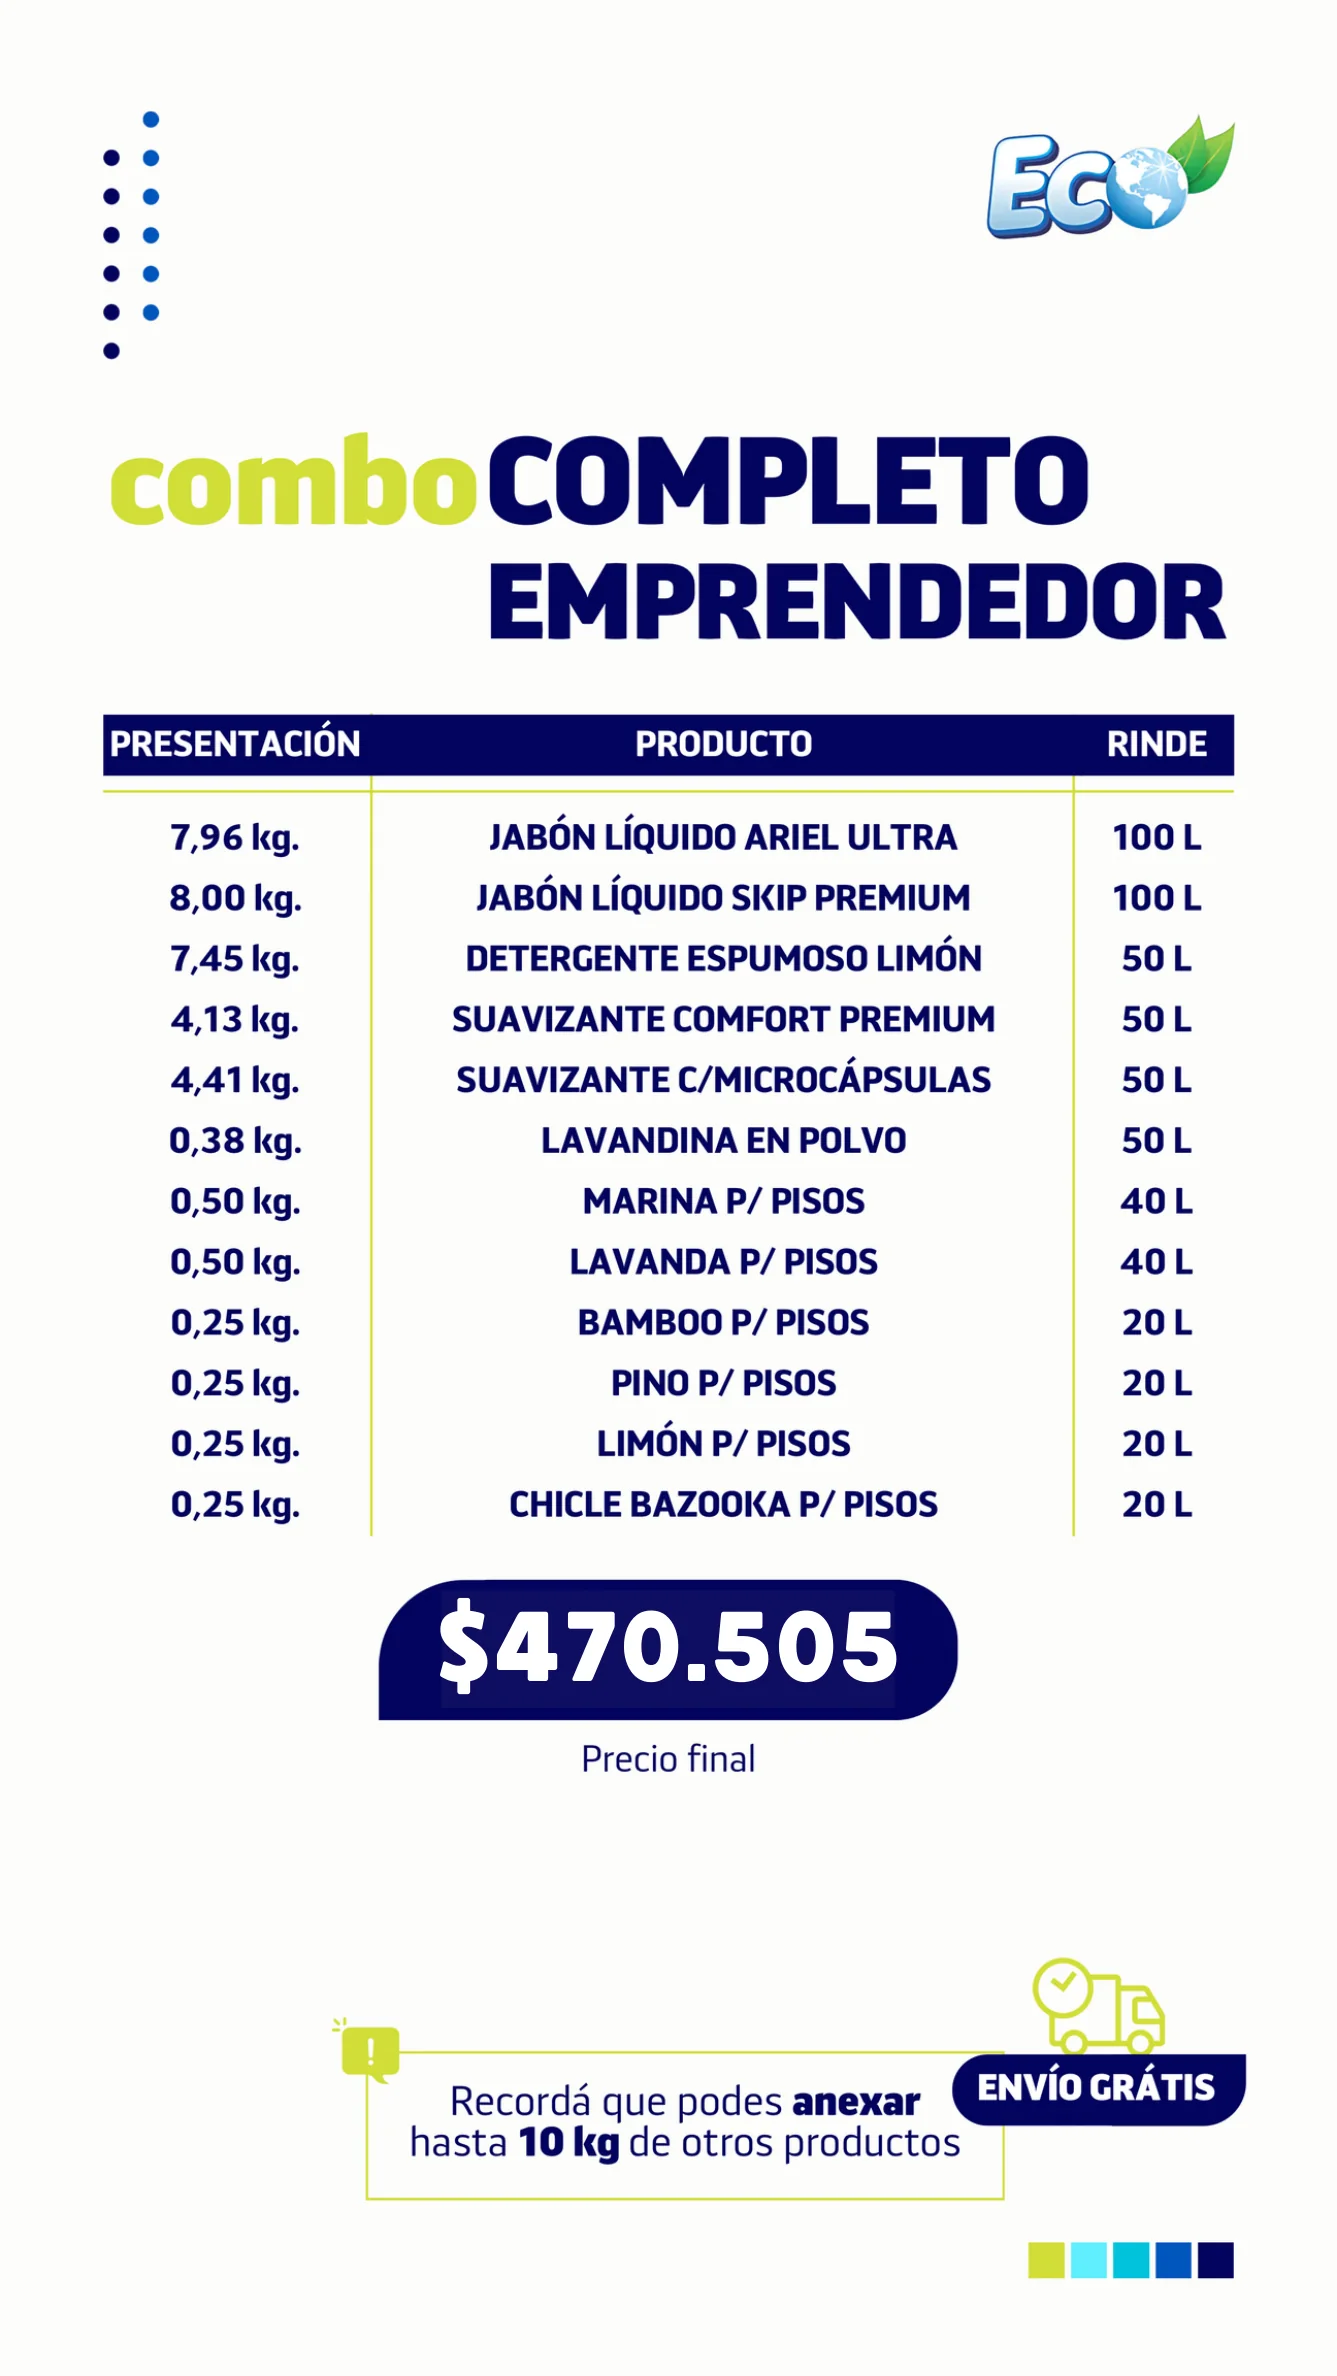 Eco
combo COMPLETO
EMPRENDEDOR
PRESENTACIÓN PRODUCTO RINDE
7,96 kg. JABÓN LÍQUIDO ARIEL ULTRA 100 L
8,00 kg. JABÓN LÍQUIDO SKIP PREMIUM 100 L
7,45 kg. DETERGENTE ESPUMOSO LIMÓN 50 L
4,13 kg. SUAVIZANTE COMFORT PREMIUM 50 L
4,41 kg. SUAVIZANTE C/MICROCÁPSULAS 50 L
0,38 kg. LAVANDINA EN POLVO 50 L
0,50 kg. MARINA P/ PISOS 40 L
0,50 kg. LAVANDA P/ PISOS 40 L
0,25 kg. BAMBOO P/ PISOS 20 L
0,25 kg. PINO P/ PISOS 20 L
0,25 kg. LIMÓN P/ PISOS 20 L
0,25 kg. CHICLE BAZOOKA P/ PISOS 20 L
$470.505
Precio final
ENVÍO GRÁTIS
Recordá que podes anexar
hasta 10 kg de otros productos